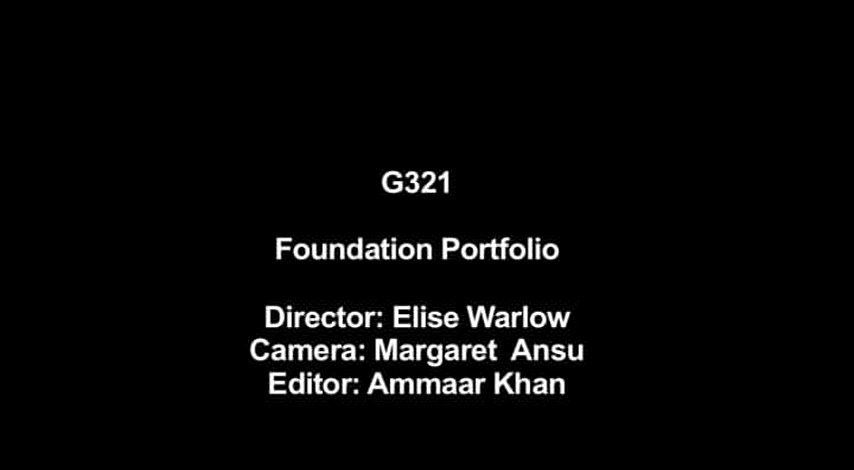 G321
Foundation Portfolio
Director: Elise Warlow
Camera: Margaret  Ansu
Editor: Ammaar Khan